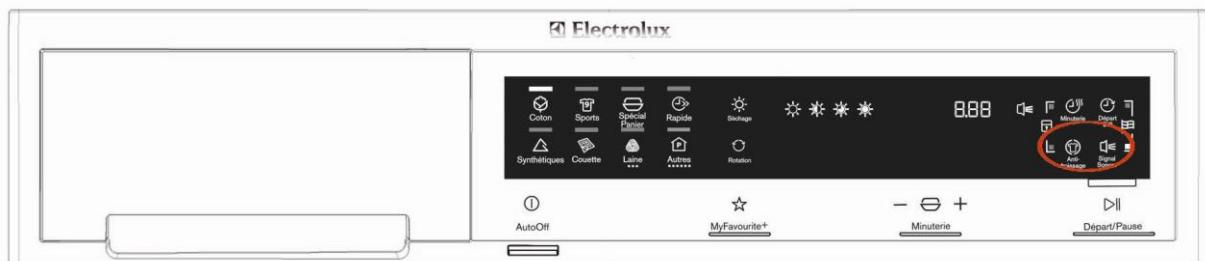 Electrolux
Coton
Sports
Spécial
Panier
Rapide
Séchage
8.88
Minuterie
Départ
Synthétiques
Couette
Laine
Autres
Rotation
Anti-
Signal
AutoOff
MyFavourite+
Minuterie
Départ/Pause